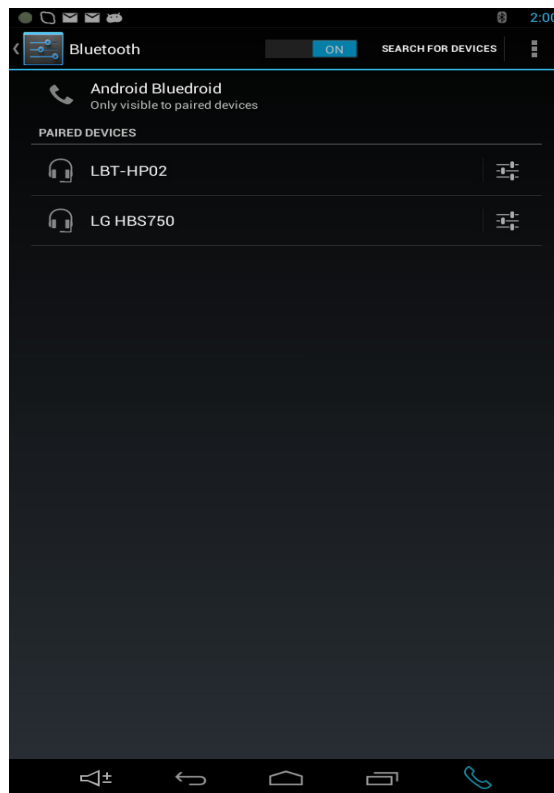 2:00
Bluetooth
ON
SEARCH FOR DEVICES
Android Bluedroid
Only visible to paired devices
PAIRED DEVICES
LBT-HP02
LG HBS750